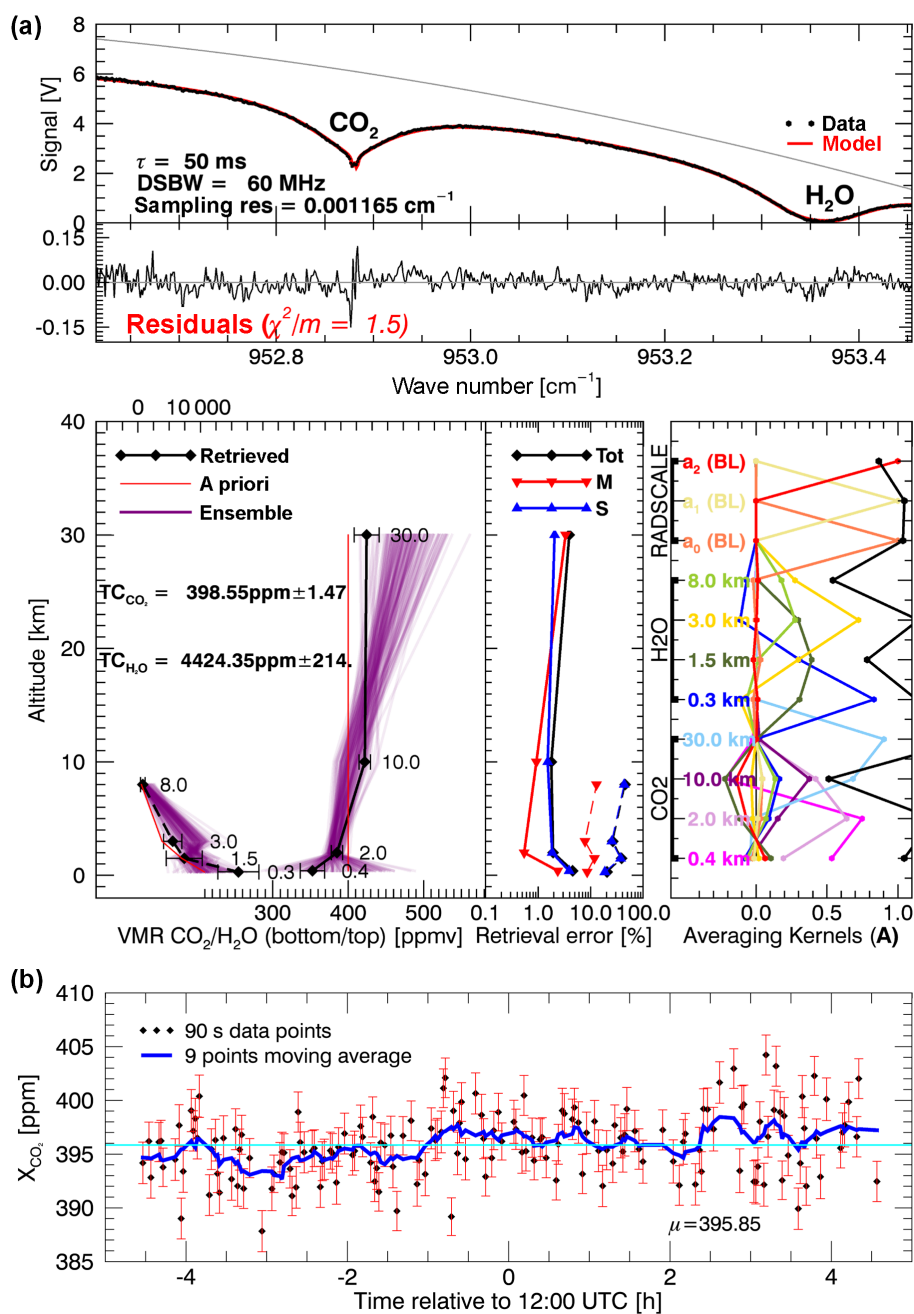 (a)
8
6
4
2
0
Signal [V]
CO2
H2O
Data
Model
τ = 50 ms
DSBW = 60 MHz
Sampling res = 0.001165 cm−1
0.15
0.00
-0.15
Residuals (χ2/m = 1.5)
952.8 953.0 953.2 953.4
Wave number [cm−1]
0 10 000
40
30
20
10
0
Altitude [km]
Retrieved
A priori
Ensemble
30.0
TCCO2 = 398.55ppm±1.47
TCH2O = 4424.35ppm±214.
10.0
8.0
3.0
1.5
0.3
2.0
0.4
300 400 500
VMR CO2/H2O (bottom/top) [ppmv]
Tot
M
S
0.1 1.0 10.0 100.0
Retrieval error [%]
RADSCALE
H2O
CO2
a2 (BL)
a1 (BL)
a0 (BL)
8.0 km
3.0 km
1.5 km
0.3 km
30.0 km
10.0 km
2.0 km
0.4 km
0.0 0.5 1.0
Averaging Kernels (A)
(b)
410
405
400
395
390
385
XCO2 [ppm]
90 s data points
9 points moving average
μ=395.85
-4 -2 0 2 4
Time relative to 12:00 UTC [h]